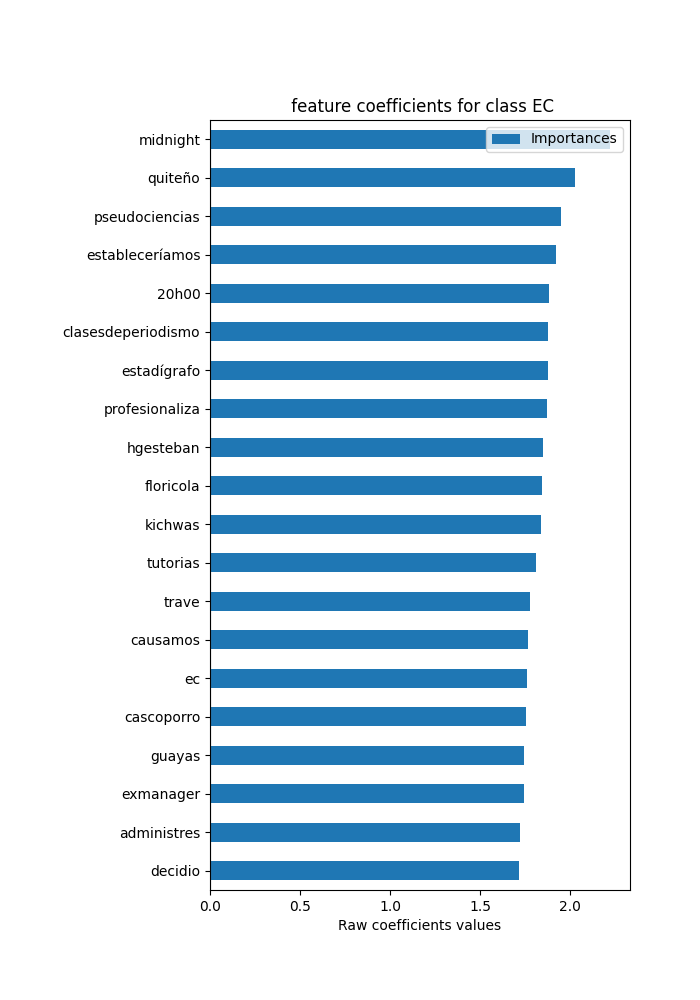 feature coefficients for class EC
Importances
midnight
quiteño
pseudociencias
estableceríamos
20h00
clasesdeperiodismo
estadígrafo
profesionaliza
hgesteban
floricola
kichwas
tutorias
trave
causamos
ec
cascoporro
guayas
exmanager
administres
decidio
0.0 0.5 1.0 1.5 2.0
Raw coefficients values